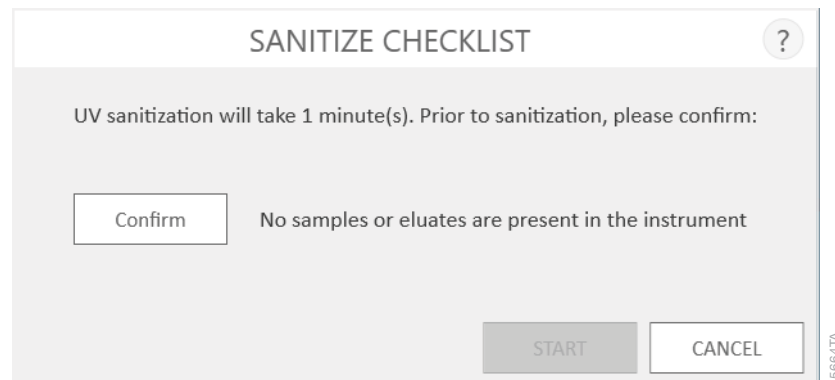 SANITIZE CHECKLIST
?
UV sanitization will take 1 minute(s). Prior to sanitization, please confirm:
Confirm
No samples or eluates are present in the instrument
START
CANCEL